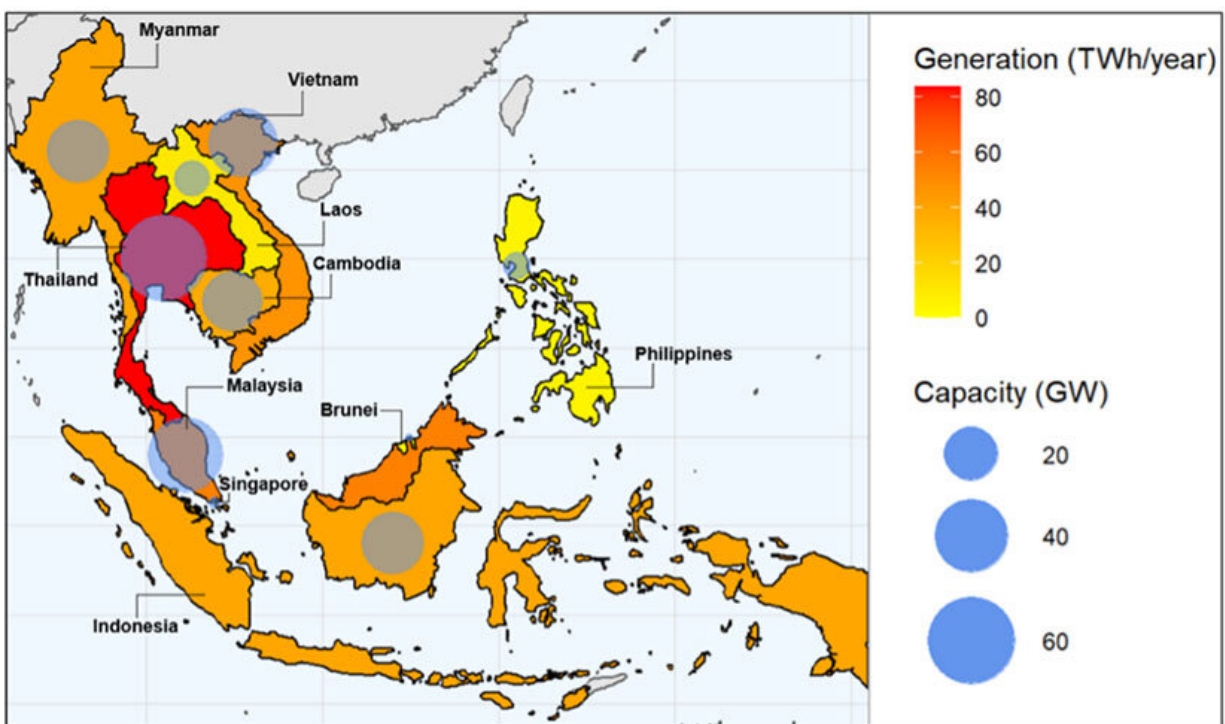 Myanmar
Vietnam
Laos
Cambodia
Thailand
Malaysia
Brunei
Philippines
Singapore
Indonesia
Generation (TWh/year)
80
60
40
20
0
Capacity (GW)
20
40
60